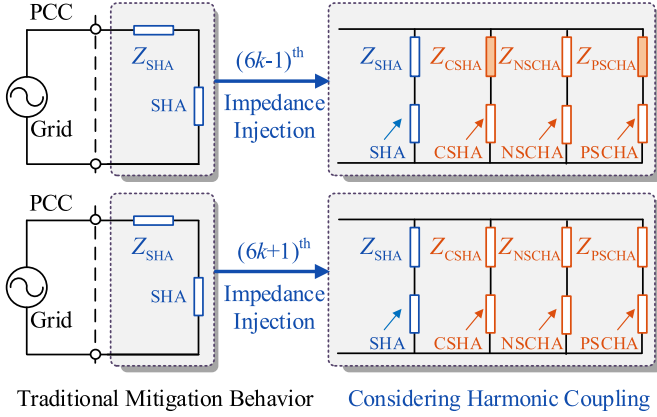 PCC
Z_SHA
SHA
Grid
(6k-1)^th
Impedance
Injection
Z_SHA Z_CSHA Z_NSCHA Z_PSCHA
SHA CSHA NSCHA PSCHA
PCC
Z_SHA
SHA
Grid
(6k+1)^th
Impedance
Injection
Z_SHA Z_CSHA Z_NSCHA Z_PSCHA
SHA CSHA NSCHA PSCHA
Traditional Mitigation Behavior
Considering Harmonic Coupling